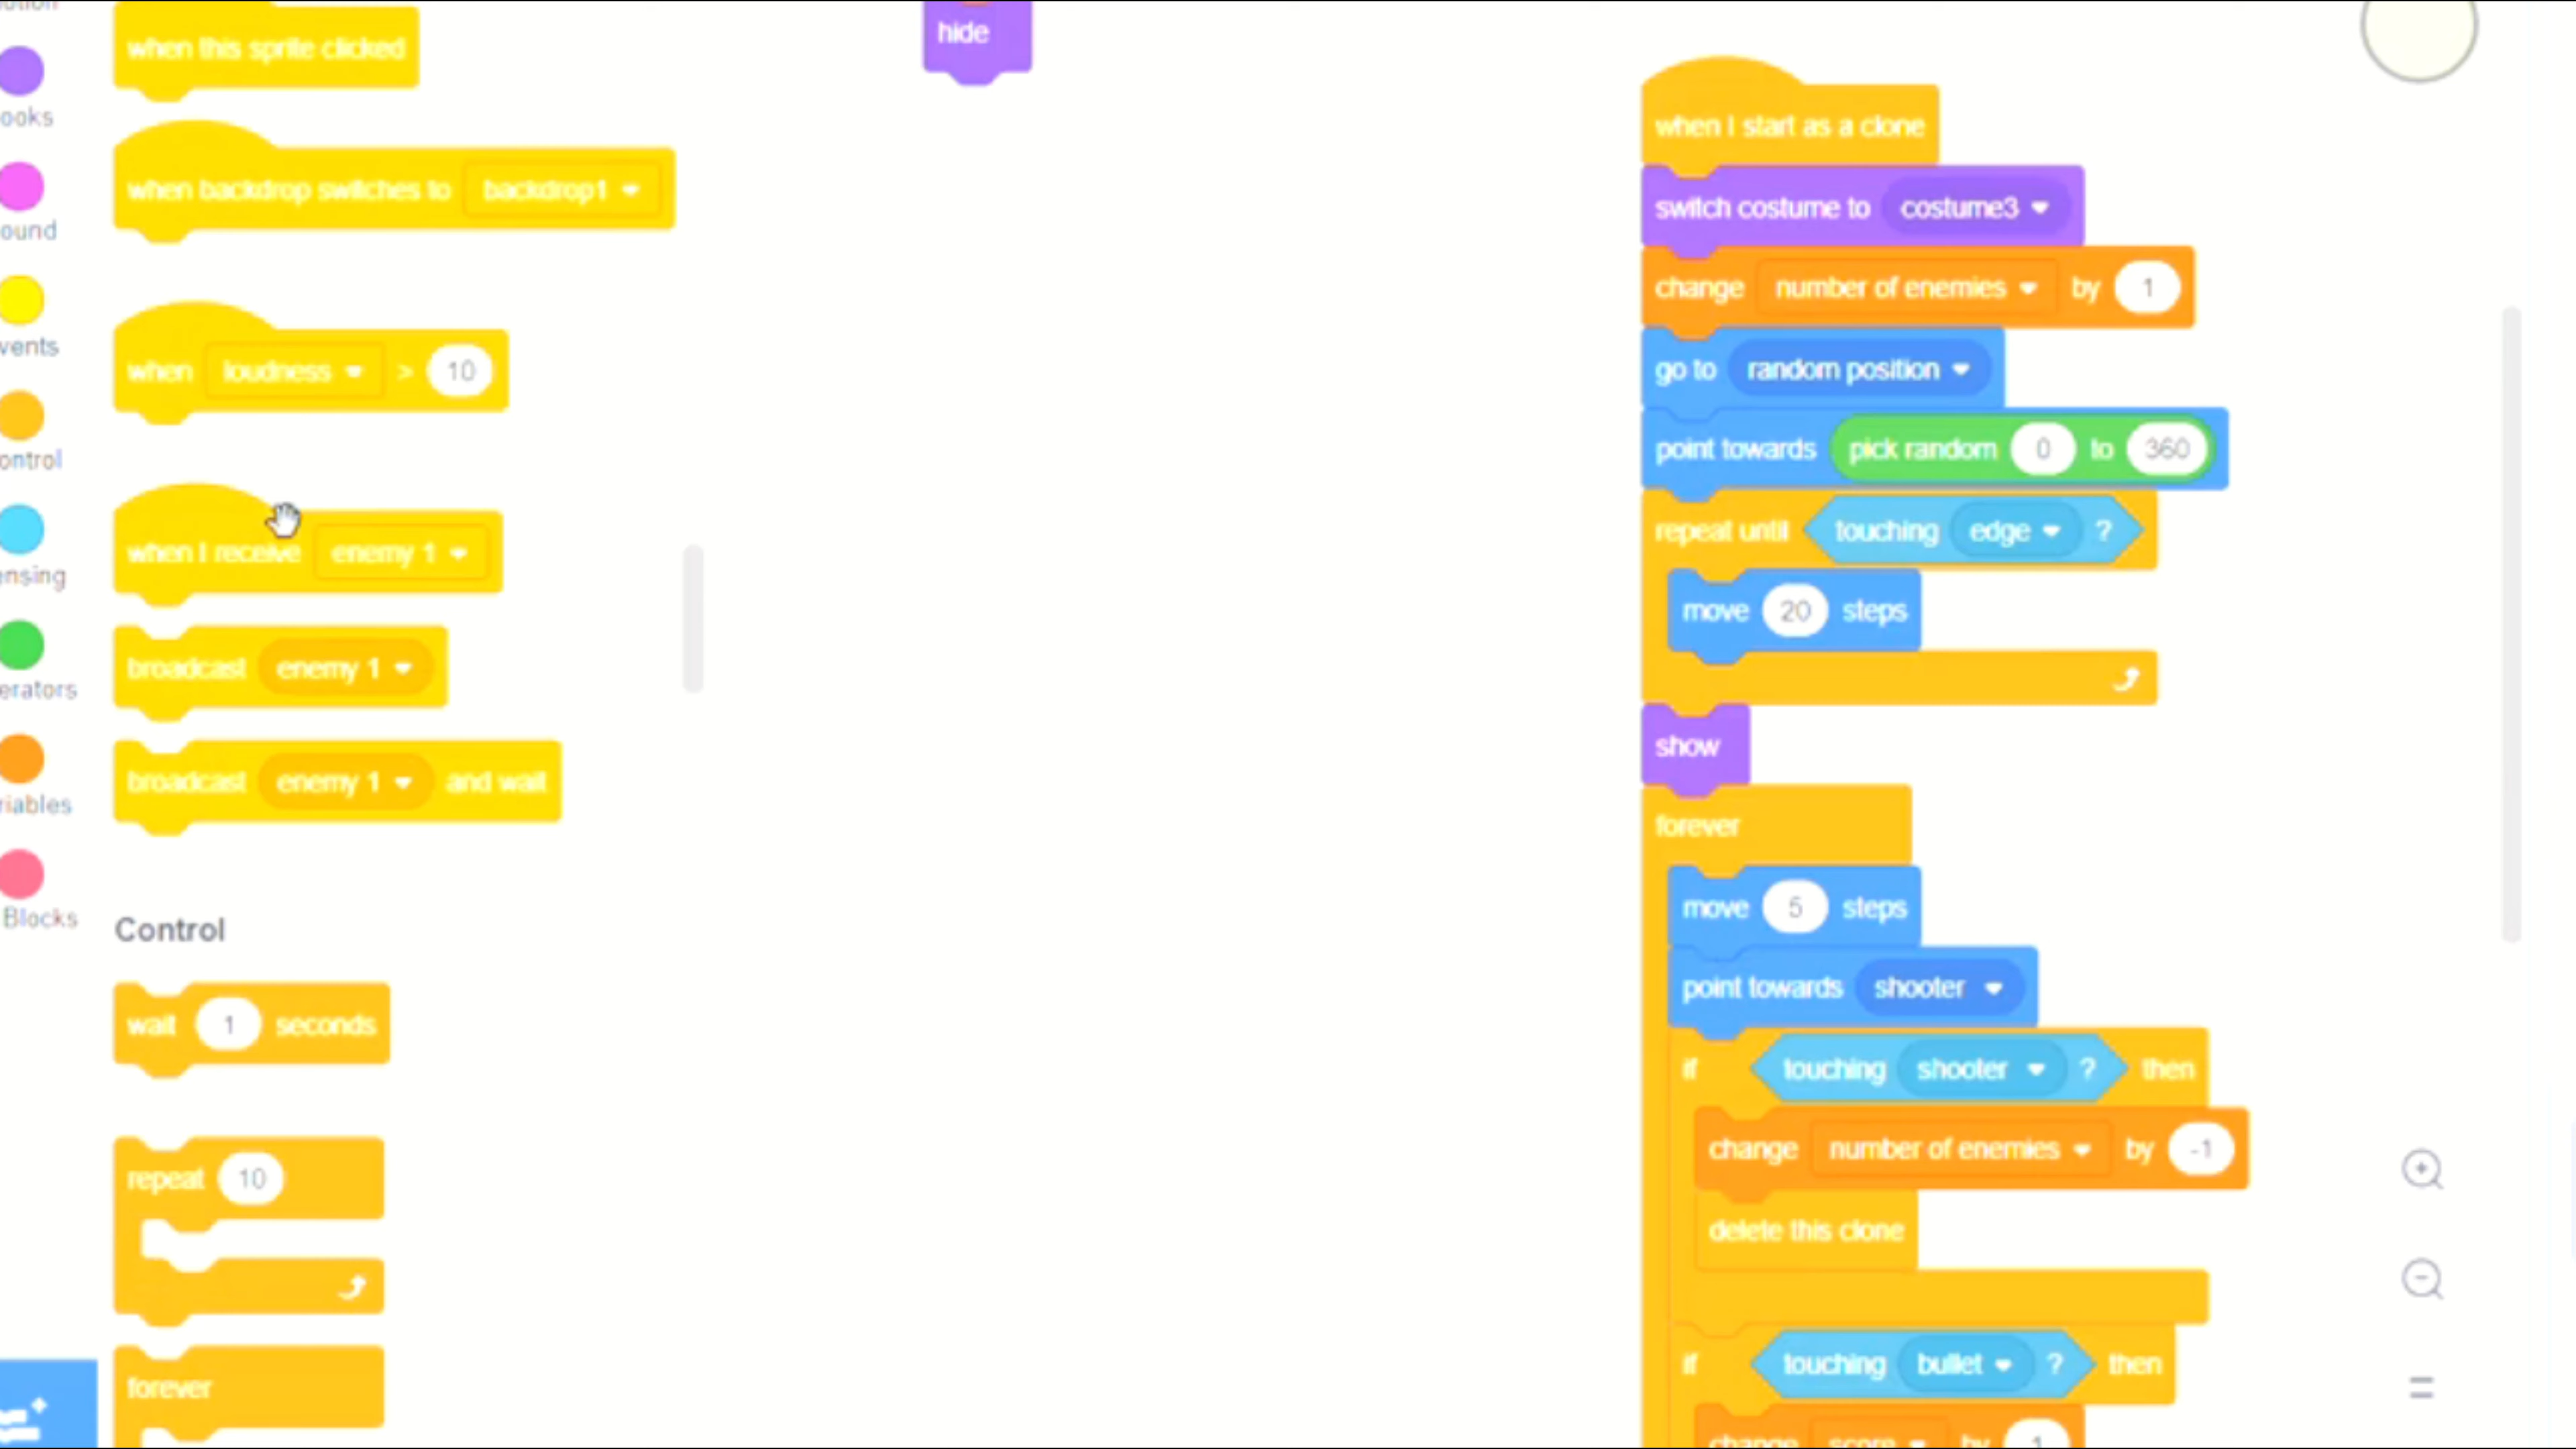 ooks
ound
vents
ontrol
ensing
erators
riables
Blocks
when this sprite clicked
when backdrop switches to backdrop1
when loudness > 10
when I receive enemy 1
broadcast enemy 1
broadcast enemy 1 and wait
Control
wait 1 seconds
repeat 10
forever
hide
when I start as a clone
switch costume to costume3
change number of enemies by 1
go to random position
point towards pick random 0 to 360
repeat until touching edge ?
move 20 steps
show
forever
move 5 steps
point towards shooter
if touching shooter ? then
change number of enemies by -1
delete this clone
if touching bullet ? then
change score by 1